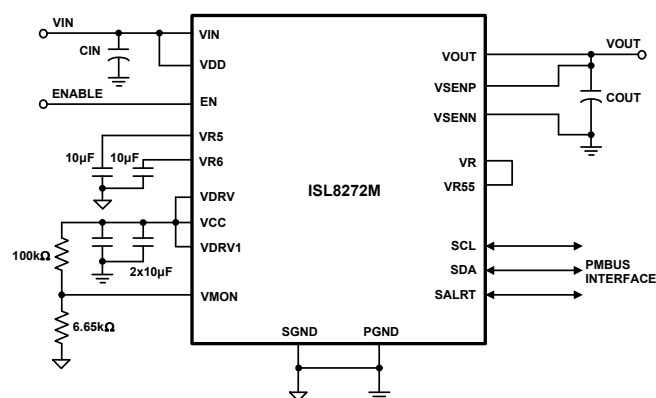 VIN
CIN
VIN
VDD
ENABLE
EN
VR5
10µF
10µF
VR6
VDRV
VCC
VDRV1
100kΩ
2x10µF
VMON
6.65kΩ
ISL8272M
VOUT
VOUT
VSENP
COUT
VSENN
VR
VR55
SCL
SDA
PMBUS
INTERFACE
SALRT
SGND
PGND